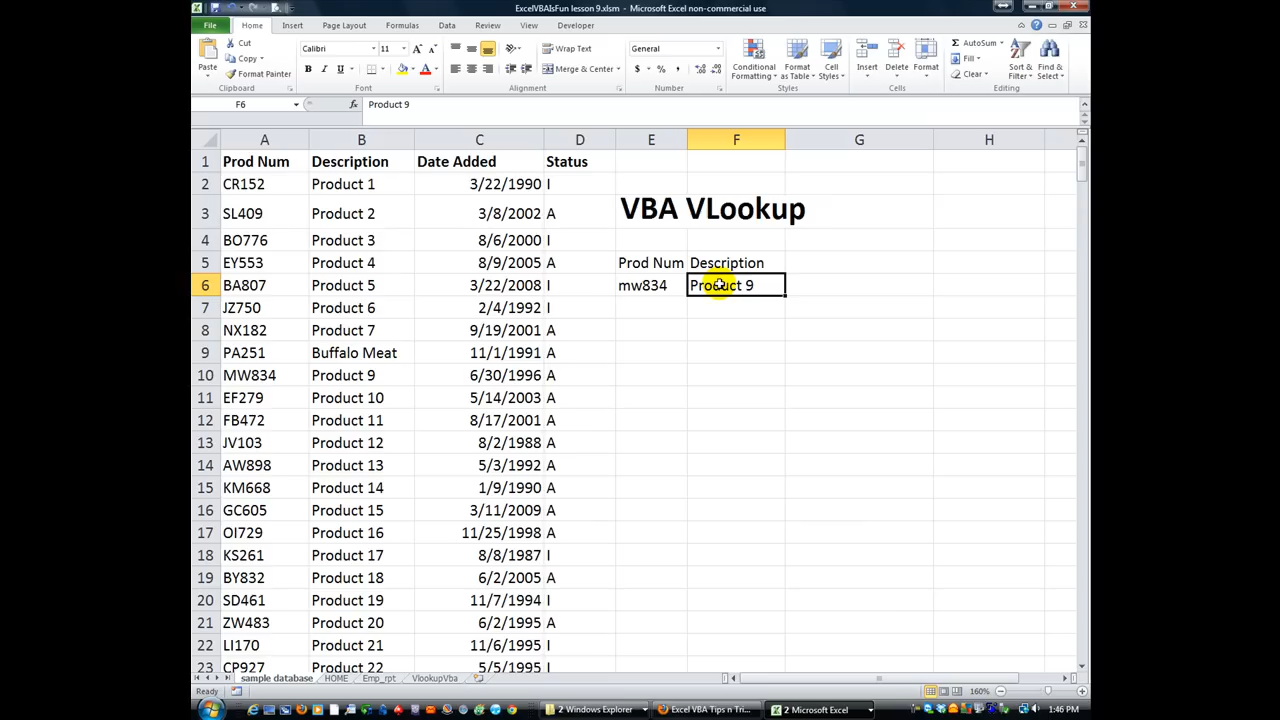 ExcelVBAIsFun lesson 9.xlsm - Microsoft Excel non-commercial use
File Home Insert Page Layout Formulas Data Review View Developer
Paste Cut Copy Format Painter Clipboard
Calibri 11 Font
Wrap Text Merge & Center Alignment
General $ % , Number
Conditional Formatting Format as Table Cell Styles Styles
Insert Delete Format Cells
AutoSum Fill Clear Sort & Filter Find & Select Editing
F6 fx Product 9
A B C D E F G H
1 Prod Num Description Date Added Status
2 CR152 Product 1 3/22/1990 I
3 SL409 Product 2 3/8/2002 A VBA VLookup
4 BO776 Product 3 8/6/2000 I
5 EY553 Product 4 8/9/2005 A Prod Num Description
6 BA807 Product 5 3/22/2008 I mw834 Product 9
7 JZ750 Product 6 2/4/1992 I
8 NX182 Product 7 9/19/2001 A
9 PA251 Buffalo Meat 11/1/1991 A
10 MW834 Product 9 6/30/1996 A
11 EF279 Product 10 5/14/2003 A
12 FB472 Product 11 8/17/2001 A
13 JV103 Product 12 8/2/1988 A
14 AW898 Product 13 5/3/1992 A
15 KM668 Product 14 1/9/1990 A
16 GC605 Product 15 3/11/2009 A
17 OI729 Product 16 11/25/1998 A
18 KS261 Product 17 8/8/1987 I
19 BY832 Product 18 6/2/2005 A
20 SD461 Product 19 11/7/1994 I
21 ZW483 Product 20 6/2/1995 A
22 LI170 Product 21 11/6/1995 I
23 CP927 Product 22 5/5/1995 I
sample database HOME Emp_rpt VlookupVba
Ready 160%
2 Windows Explorer Excel VBA Tips n Tri... 2 Microsoft Excel 1:46 PM